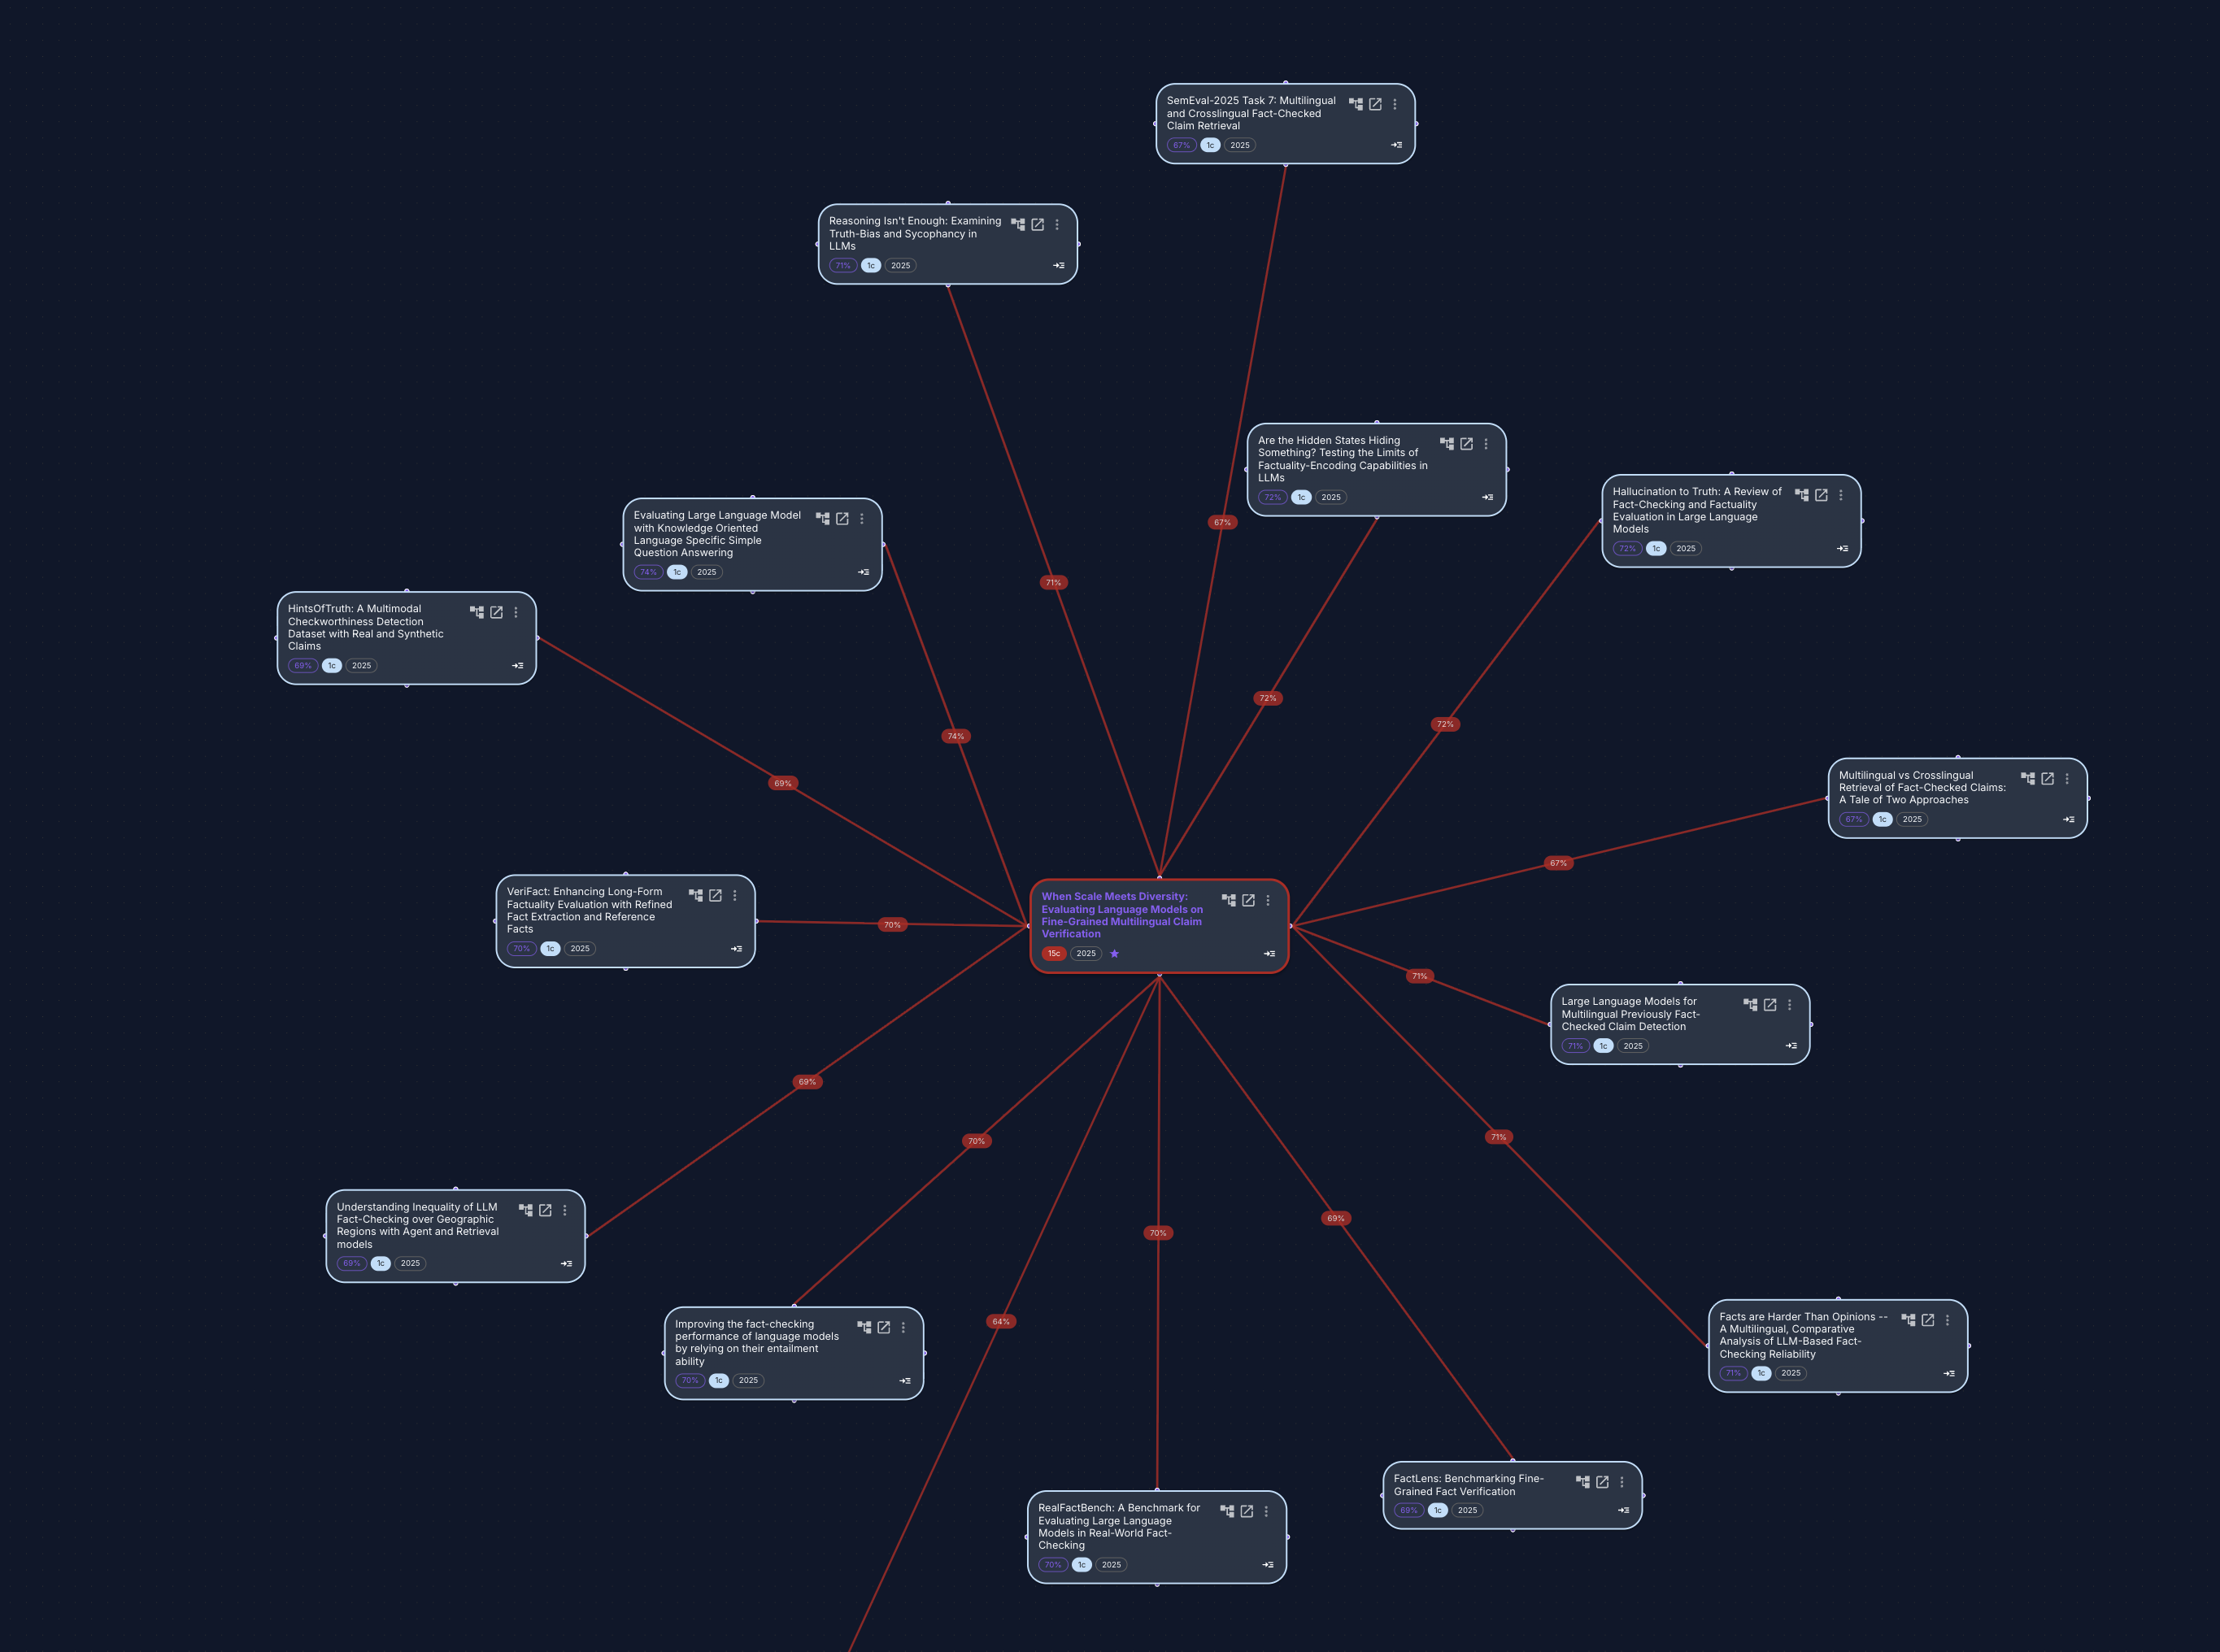 SemEval-2025 Task 7: Multilingual
and Crosslingual Fact-Checked
Claim Retrieval
67% 1c 2025
Reasoning Isn't Enough: Examining
Truth-Bias and Sycophancy in
LLMs
71% 1c 2025
Are the Hidden States Hiding
Something? Testing the Limits of
Factuality-Encoding Capabilities in
LLMs
72% 1c 2025
Hallucination to Truth: A Review of
Fact-Checking and Factuality
Evaluation in Large Language
Models
72% 1c 2025
Evaluating Large Language Model
with Knowledge Oriented
Language Specific Simple
Question Answering
74% 1c 2025
67%
71%
HintsOfTruth: A Multimodal
Checkworthiness Detection
Dataset with Real and Synthetic
Claims
69% 1c 2025
72%
72%
74%
69%
Multilingual vs Crosslingual
Retrieval of Fact-Checked Claims:
A Tale of Two Approaches
67% 1c 2025
67%
VeriFact: Enhancing Long-Form
Factuality Evaluation with Refined
Fact Extraction and Reference
Facts
70% 1c 2025
70%
When Scale Meets Diversity:
Evaluating Language Models on
Fine-Grained Multilingual Claim
Verification
15c 2025
71%
Large Language Models for
Multilingual Previously Fact-
Checked Claim Detection
71% 1c 2025
69%
70%
71%
Understanding Inequality of LLM
Fact-Checking over Geographic
Regions with Agent and Retrieval
models
69% 1c 2025
69%
70%
64%
Improving the fact-checking
performance of language models
by relying on their entailment
ability
70% 1c 2025
Facts are Harder Than Opinions --
A Multilingual, Comparative
Analysis of LLM-Based Fact-
Checking Reliability
71% 1c 2025
FactLens: Benchmarking Fine-
Grained Fact Verification
69% 1c 2025
RealFactBench: A Benchmark for
Evaluating Large Language
Models in Real-World Fact-
Checking
70% 1c 2025